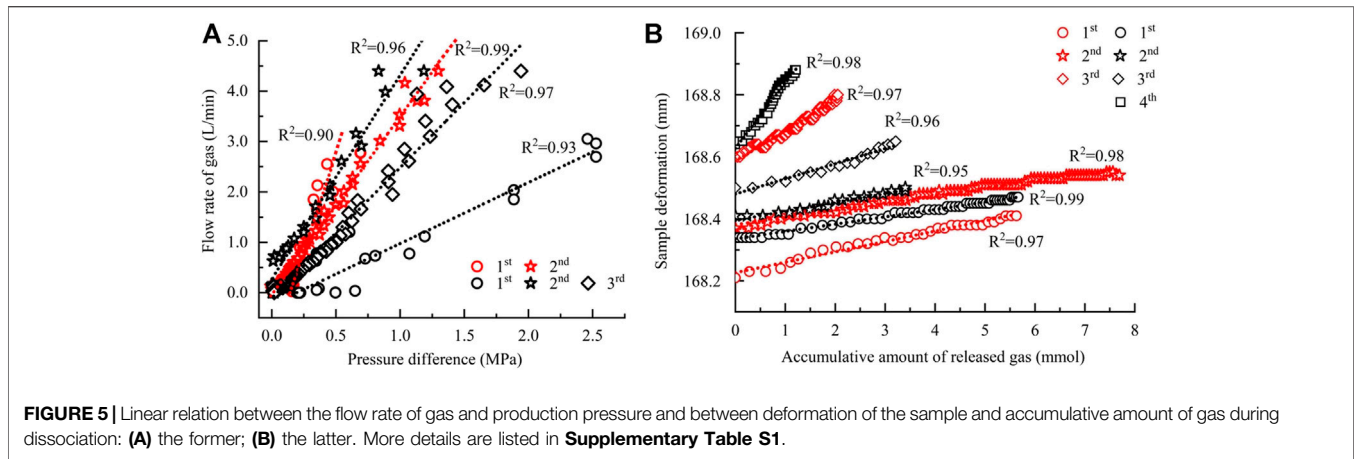 A
5.0
4.0
3.0
2.0
1.0
0.0
Flow rate of gas (L/min)
R²=0.96
R²=0.99
R²=0.97
R²=0.90
R²=0.93
1st 2nd
1st 2nd 3rd
0.0 0.5 1.0 1.5 2.0 2.5
Pressure difference (MPa)
B
169.0
168.8
168.6
168.4
168.2
Sample deformation (mm)
1st 1st
2nd 2nd
3rd 3rd
4th
R²=0.98
R²=0.97
R²=0.96
R²=0.95
R²=0.98
R²=0.99
R²=0.97
0 1 2 3 4 5 6 7 8
Accumulative amount of released gas (mmol)
FIGURE 5 | Linear relation between the flow rate of gas and production pressure and between deformation of the sample and accumulative amount of gas during
dissociation: (A) the former; (B) the latter. More details are listed in Supplementary Table S1.